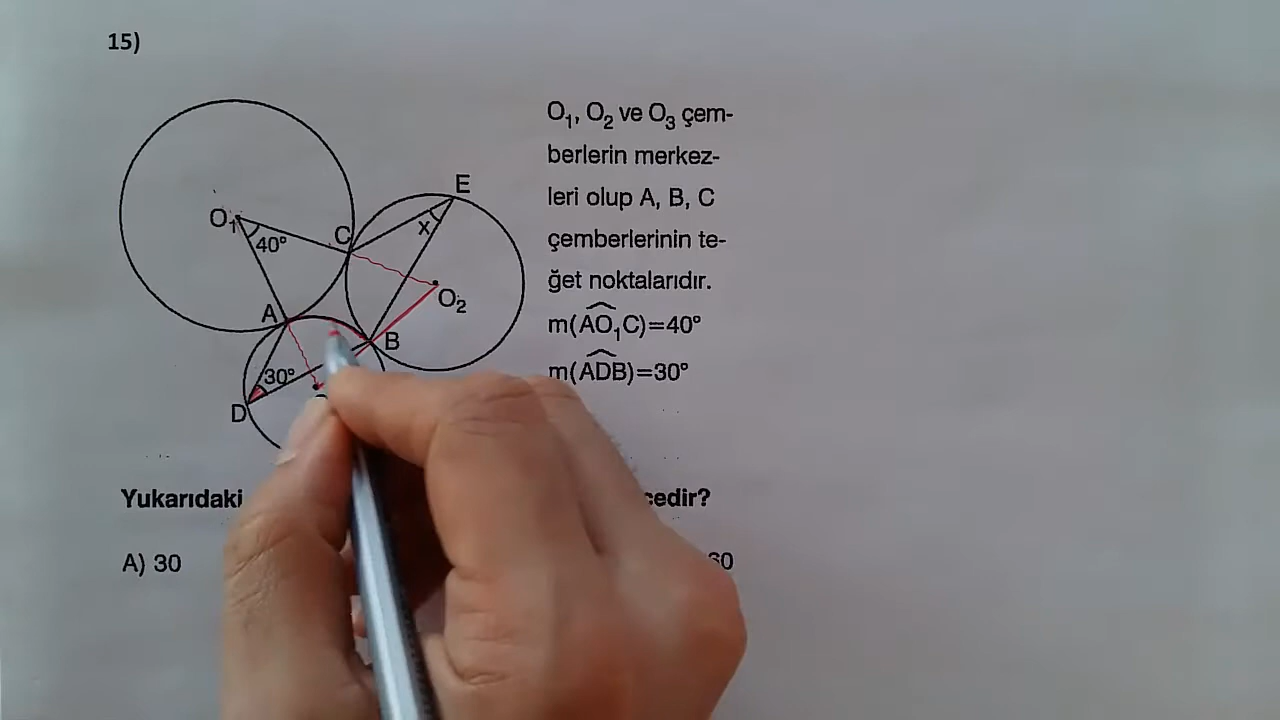 15)
O₁, O₂ ve O₃ çem-
berlerin merkez-
leri olup A, B, C
çemberlerinin te-
ğet noktalarıdır.
m(AO₁C)=40°
m(ADB)=30°
E
O₁
40°
C
x
O₂
A
B
30°
D
Yukarıdaki
cedir?
A) 30
60